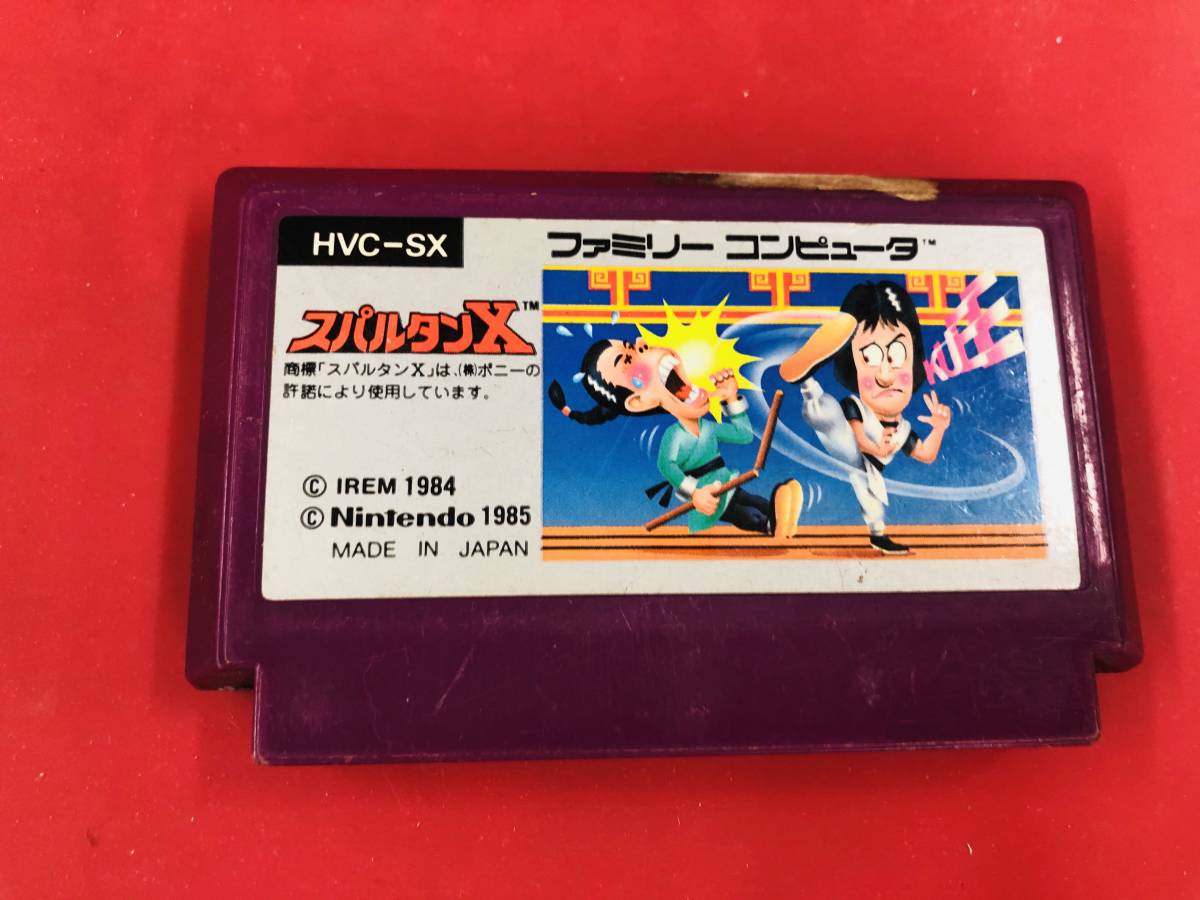 HVC-SX
ファミリー コンピュータ™
スパルタンX™
商標「スパルタンX」は、(株)ポニーの
許諾により使用しています。
© IREM 1984
© Nintendo 1985
MADE IN JAPAN